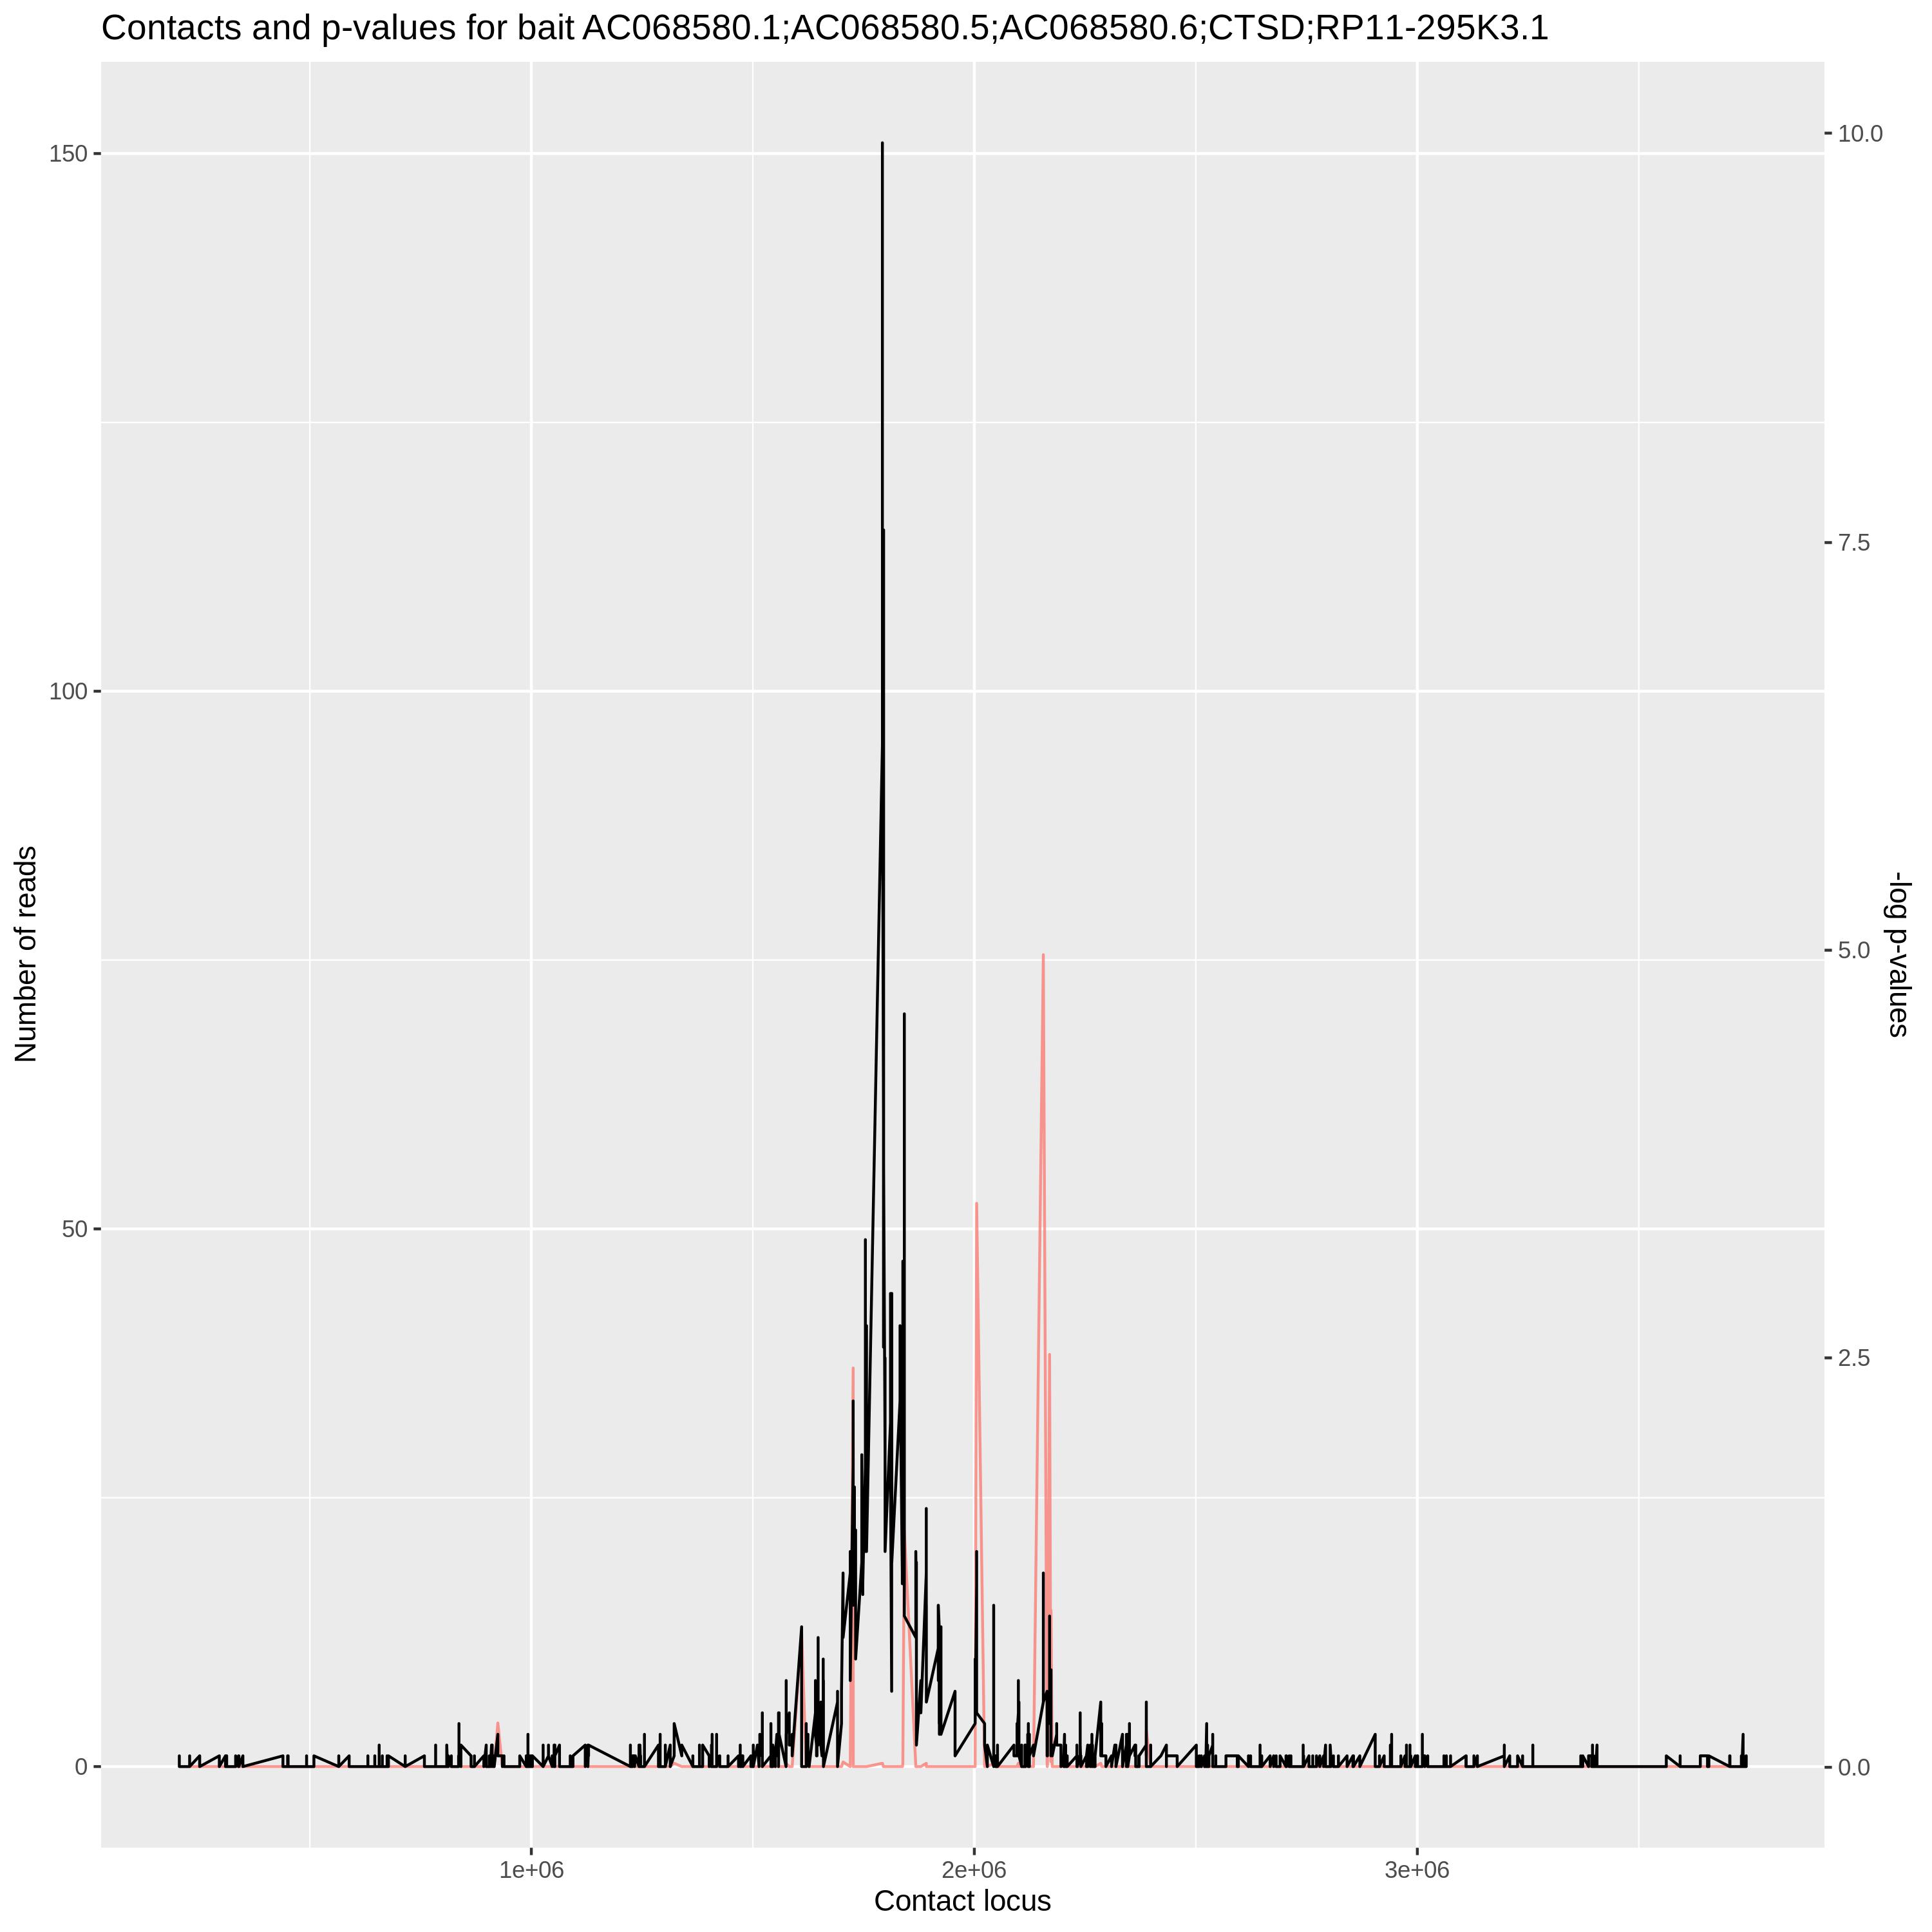 Contacts and p-values for bait AC068580.1;AC068580.5;AC068580.6;CTSD;RP11-295K3.1
150
100
50
0
Number of reads
10.0
7.5
5.0
2.5
0.0
-log p-values
1e+06
2e+06
3e+06
Contact locus